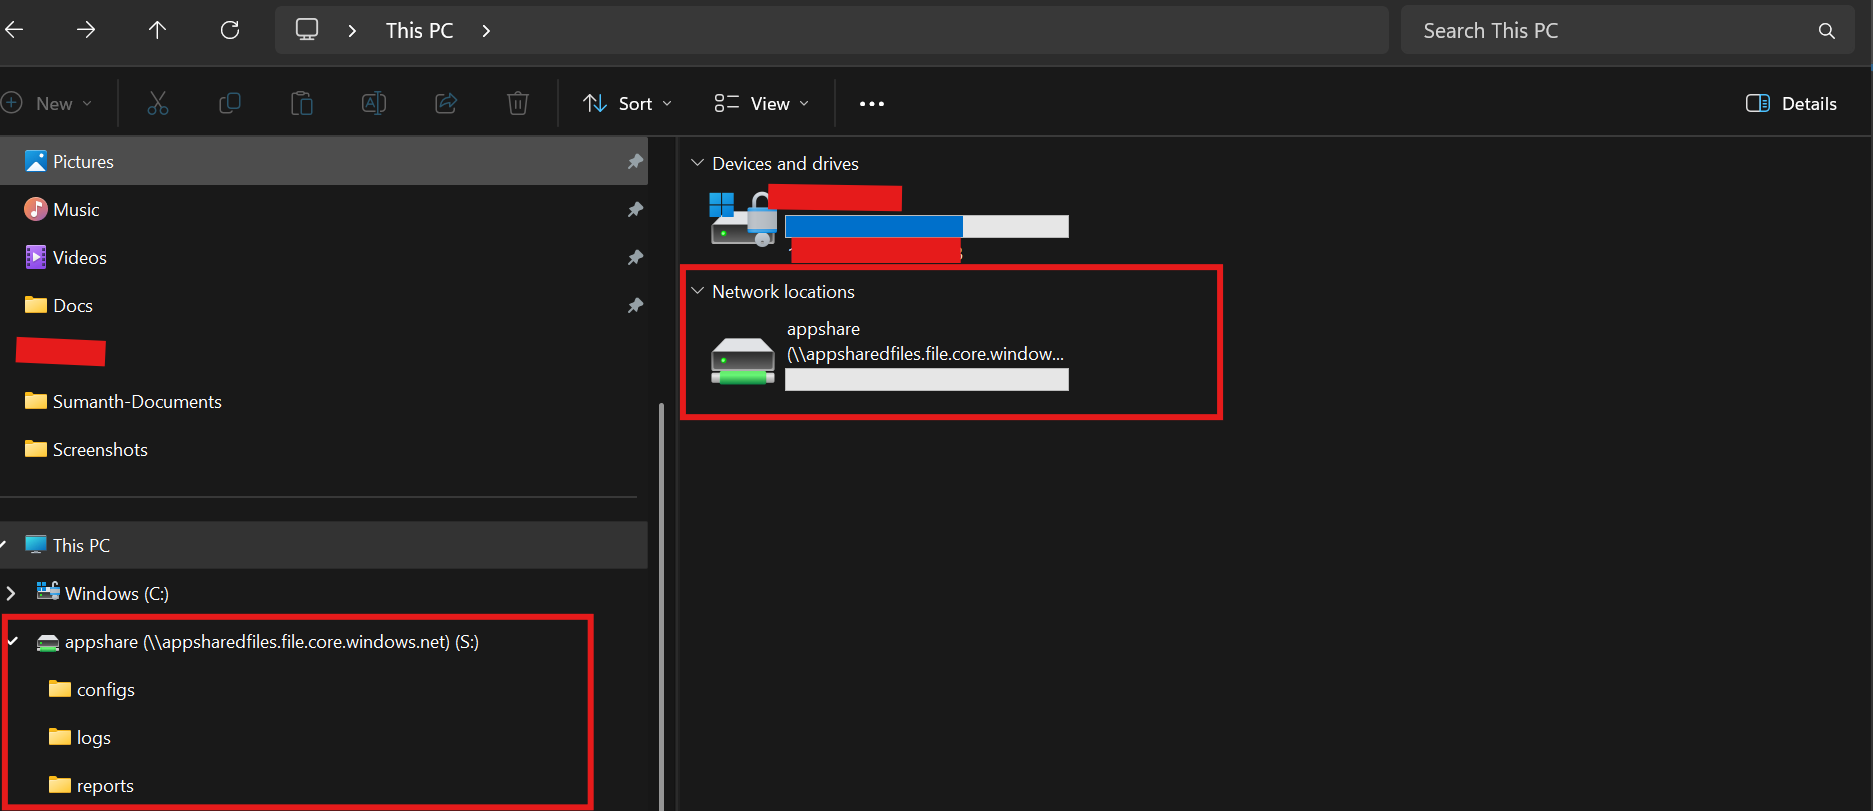 This PC
Search This PC
New
Sort
View
Details
Pictures
Music
Videos
Docs
Sumanth-Documents
Screenshots
This PC
Windows (C:)
appshare (\\appsharedfiles.file.core.windows.net) (S:)
configs
logs
reports
Devices and drives
Network locations
appshare
(\\appsharedfiles.file.core.window...